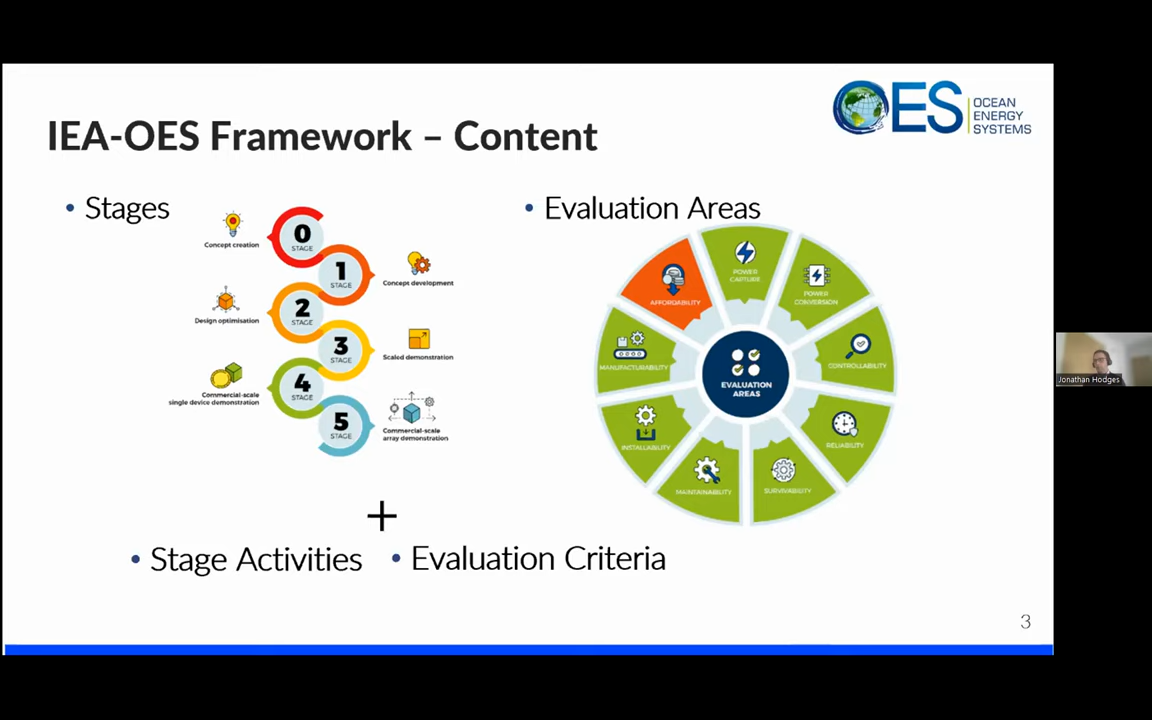 OES
OCEAN
ENERGY
SYSTEMS
IEA-OES Framework – Content
• Stages
0
STAGE
Concept creation
1
STAGE
Concept development
2
STAGE
Design optimisation
3
STAGE
Scaled demonstration
4
STAGE
Commercial-scale
single device demonstration
5
STAGE
Commercial-scale
array demonstration
• Evaluation Areas
POWER
CAPTURE
POWER
CONVERSION
CONTROLLABILITY
RELIABILITY
SURVIVABILITY
MAINTAINABILITY
INSTALLABILITY
MANUFACTURABILITY
AFFORDABILITY
EVALUATION
AREAS
+
• Stage Activities
• Evaluation Criteria
3
Jonathan Hodges